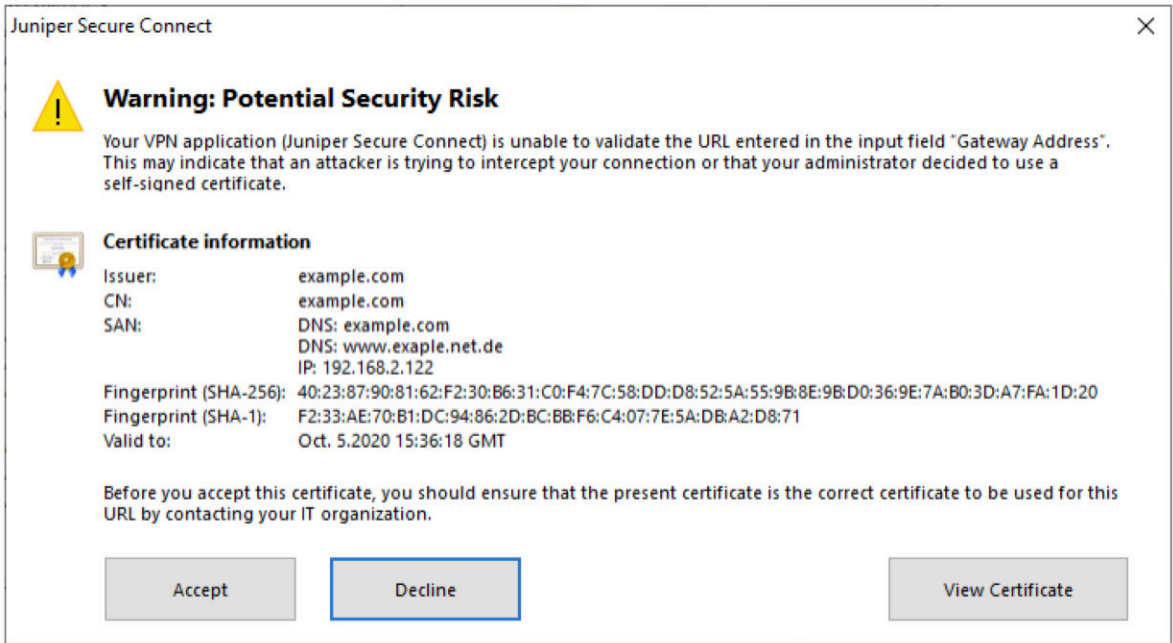 Juniper Secure Connect
Warning: Potential Security Risk
Your VPN application (Juniper Secure Connect) is unable to validate the URL entered in the input field "Gateway Address".
This may indicate that an attacker is trying to intercept your connection or that your administrator decided to use a
self-signed certificate.
Certificate information
Issuer: example.com
CN: example.com
SAN: DNS: example.com
DNS: www.exaple.net.de
IP: 192.168.2.122
Fingerprint (SHA-256): 40:23:87:90:81:62:F2:30:B6:31:C0:F4:7C:58:DD:D8:52:5A:55:9B:8E:9B:D0:36:9E:7A:B0:3D:A7:FA:1D:20
Fingerprint (SHA-1): F2:33:AE:70:B1:DC:94:86:2D:BC:BB:F6:C4:07:7E:5A:DB:A2:D8:71
Valid to: Oct. 5.2020 15:36:18 GMT
Before you accept this certificate, you should ensure that the present certificate is the correct certificate to be used for this
URL by contacting your IT organization.
Accept Decline View Certificate